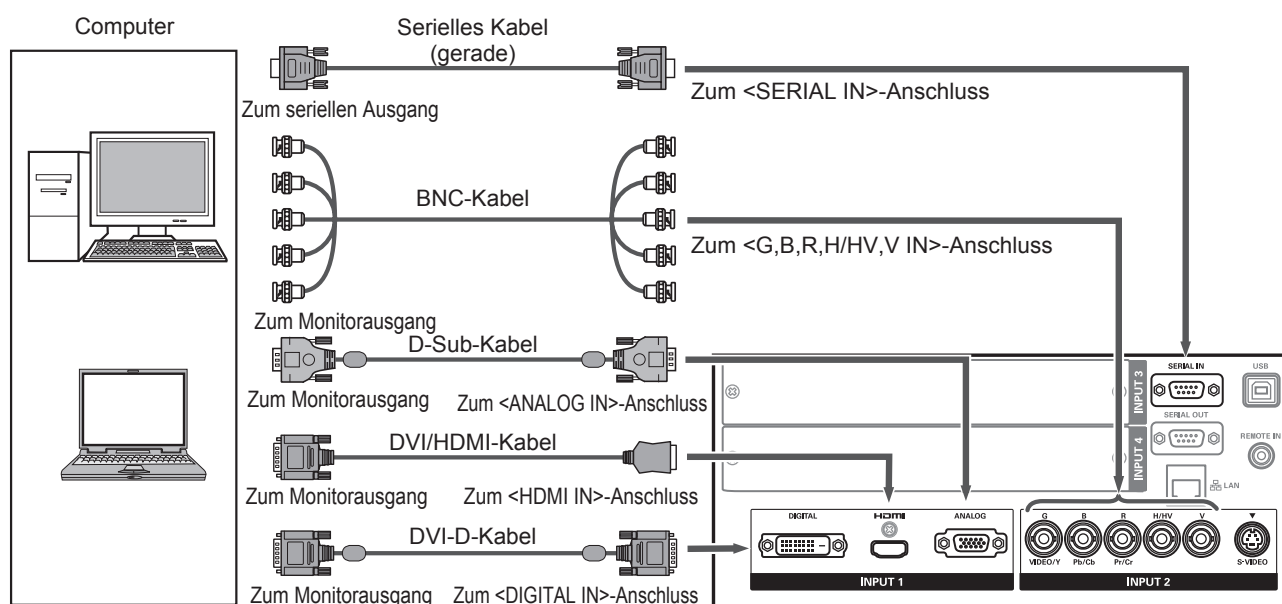 Computer
Serielles Kabel
(gerade)
Zum seriellen Ausgang
Zum <SERIAL IN>-Anschluss
BNC-Kabel
Zum <G,B,R,H/HV,V IN>-Anschluss
Zum Monitorausgang
D-Sub-Kabel
Zum Monitorausgang
Zum <ANALOG IN>-Anschluss
DVI/HDMI-Kabel
Zum Monitorausgang
Zum <HDMI IN>-Anschluss
DVI-D-Kabel
Zum Monitorausgang
Zum <DIGITAL IN>-Anschluss
INPUT 3
SERIAL IN
USB
SERIAL OUT
INPUT 4
REMOTE IN
LAN
DIGITAL
HDMI
ANALOG
INPUT 1
G
B
R
H/HV
V
VIDEO/Y
Pb/Cb
Pr/Cr
S-VIDEO
INPUT 2